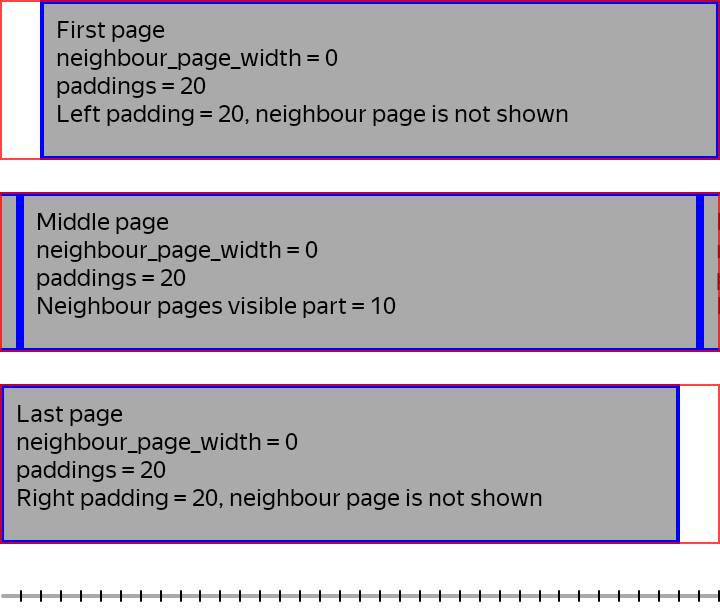 First page
neighbour_page_width = 0
paddings = 20
Left padding = 20, neighbour page is not shown
Middle page
neighbour_page_width = 0
paddings = 20
Neighbour pages visible part = 10
Last page
neighbour_page_width = 0
paddings = 20
Right padding = 20, neighbour page is not shown